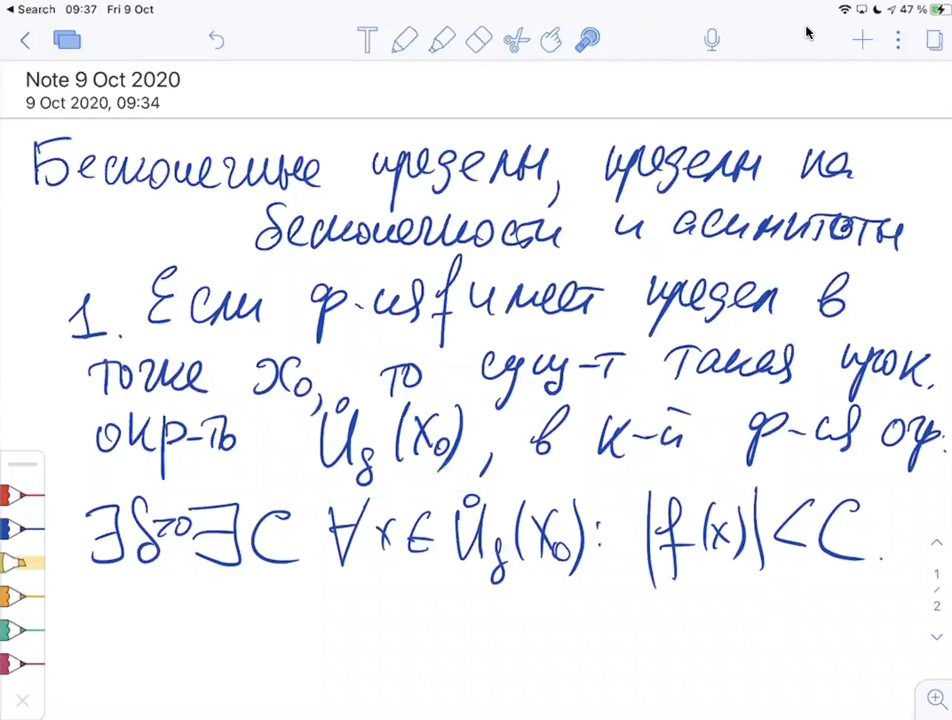 Search 09:37 Fri 9 Oct 47 %
Note 9 Oct 2020
9 Oct 2020, 09:34
Бесконечные пределы, пределы на
бесконечности и асимптоты
1. Если ф-ия f имеет предел в
точке x₀, то сущ-т такая прок.
окр-ть Ů_δ(x₀), в к-й ф-ия огр.
∃δ>0 ∃C ∀x∈Ů_δ(x₀): |f(x)|<C.
1
/
2